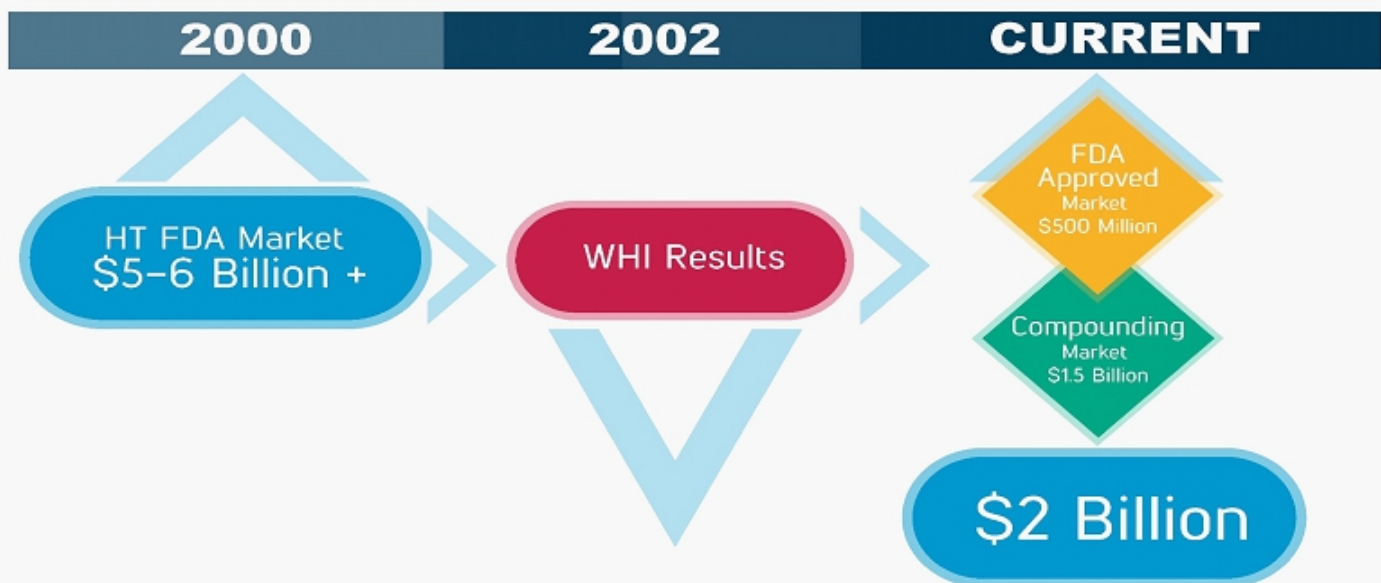 2000
2002
CURRENT
HT FDA Market
$5–6 Billion +
WHI Results
FDA
Approved
Market
$500 Million
Compounding
Market
$1.5 Billion
$2 Billion